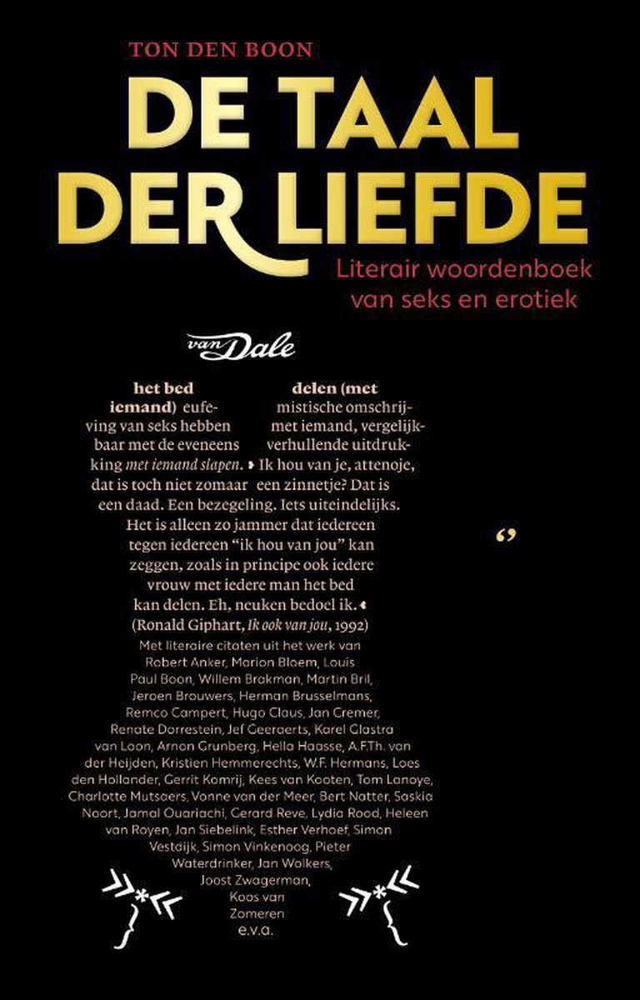 TON DEN BOON
DE TAAL
DER LIEFDE
Literair woordenboek
van seks en erotiek
van Dale
het bed delen (met
iemand) eufe- mistische omschrij-
ving van seks hebben met iemand, vergelijk-
baar met de eveneens verhullende uitdruk-
king met iemand slapen. ❥ Ik hou van je, attenoje,
dat is toch niet zomaar een zinnetje? Dat is
een daad. Een bezegeling. Iets uiteindelijks.
Het is alleen zo jammer dat iedereen
tegen iedereen “ik hou van jou” kan
zeggen, zoals in principe ook iedere
vrouw met iedere man het bed
kan delen. Eh, neuken bedoel ik.
(Ronald Giphart, Ik ook van jou, 1992)
Met literaire citaten uit het werk van
Robert Anker, Marion Bloem, Louis
Paul Boon, Willem Brakman, Martin Bril,
Jeroen Brouwers, Herman Brusselmans,
Remco Campert, Hugo Claus, Jan Cremer,
Renate Dorrestein, Jef Geeraerts, Karel Glastra
van Loon, Arnon Grunberg, Hella Haasse, A.F.Th. van
der Heijden, Kristien Hemmerechts, W.F. Hermans, Loes
den Hollander, Gerrit Komrij, Kees van Kooten, Tom Lanoye,
Charlotte Mutsaers, Vonne van der Meer, Bert Natter, Saskia
Noort, Jamal Ouariachi, Gerard Reve, Lydia Rood, Heleen
van Royen, Jan Siebelink, Esther Verhoef, Simon
Vestdijk, Simon Vinkenoog, Pieter
Waterdrinker, Jan Wolkers,
Joost Zwagerman,
Koos van
Zomeren
e.v.a.
‘’
»*« »*«
} {